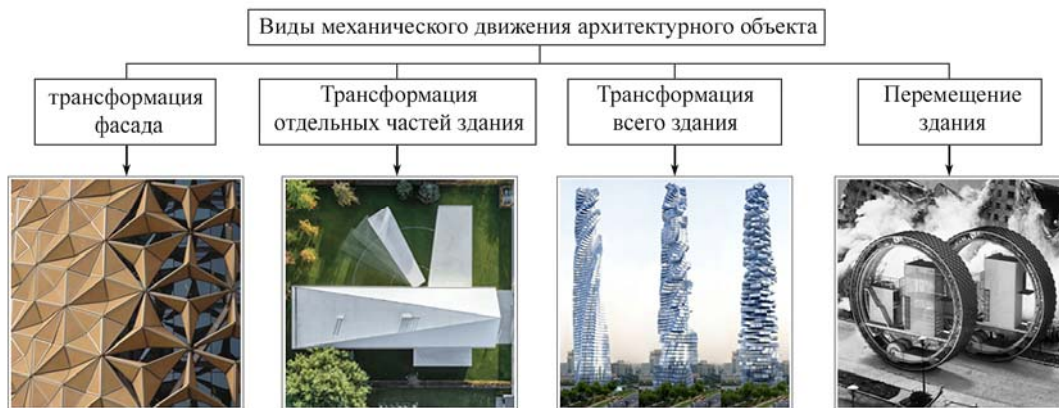 Виды механического движения архитектурного объекта
трансформация
фасада
Трансформация
отдельных частей здания
Трансформация
всего здания
Перемещение
здания